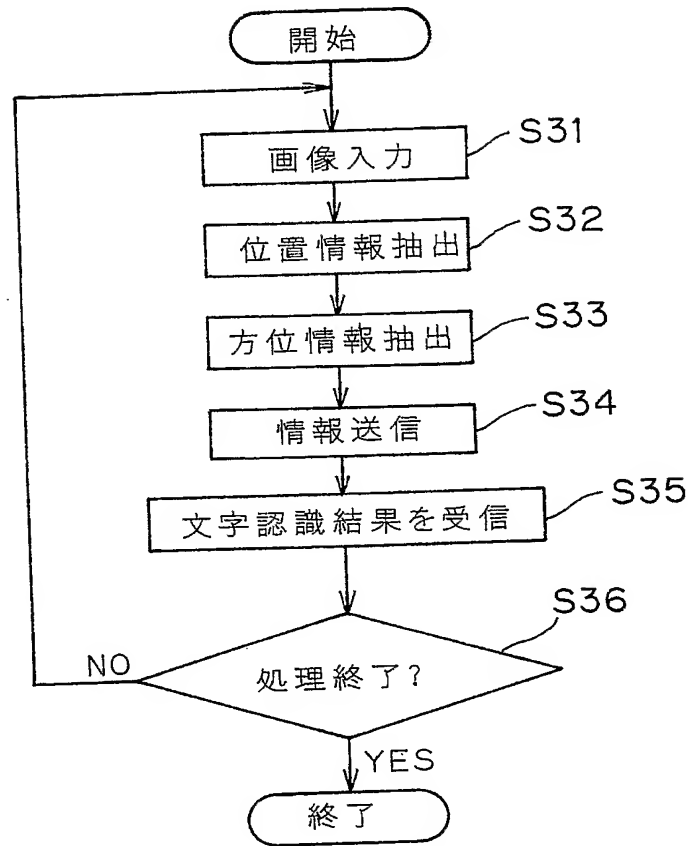 開始
画像入力
S31
位置情報抽出
S32
方位情報抽出
S33
情報送信
S34
文字認識結果を受信
S35
S36
処理終了?
NO
YES
終了